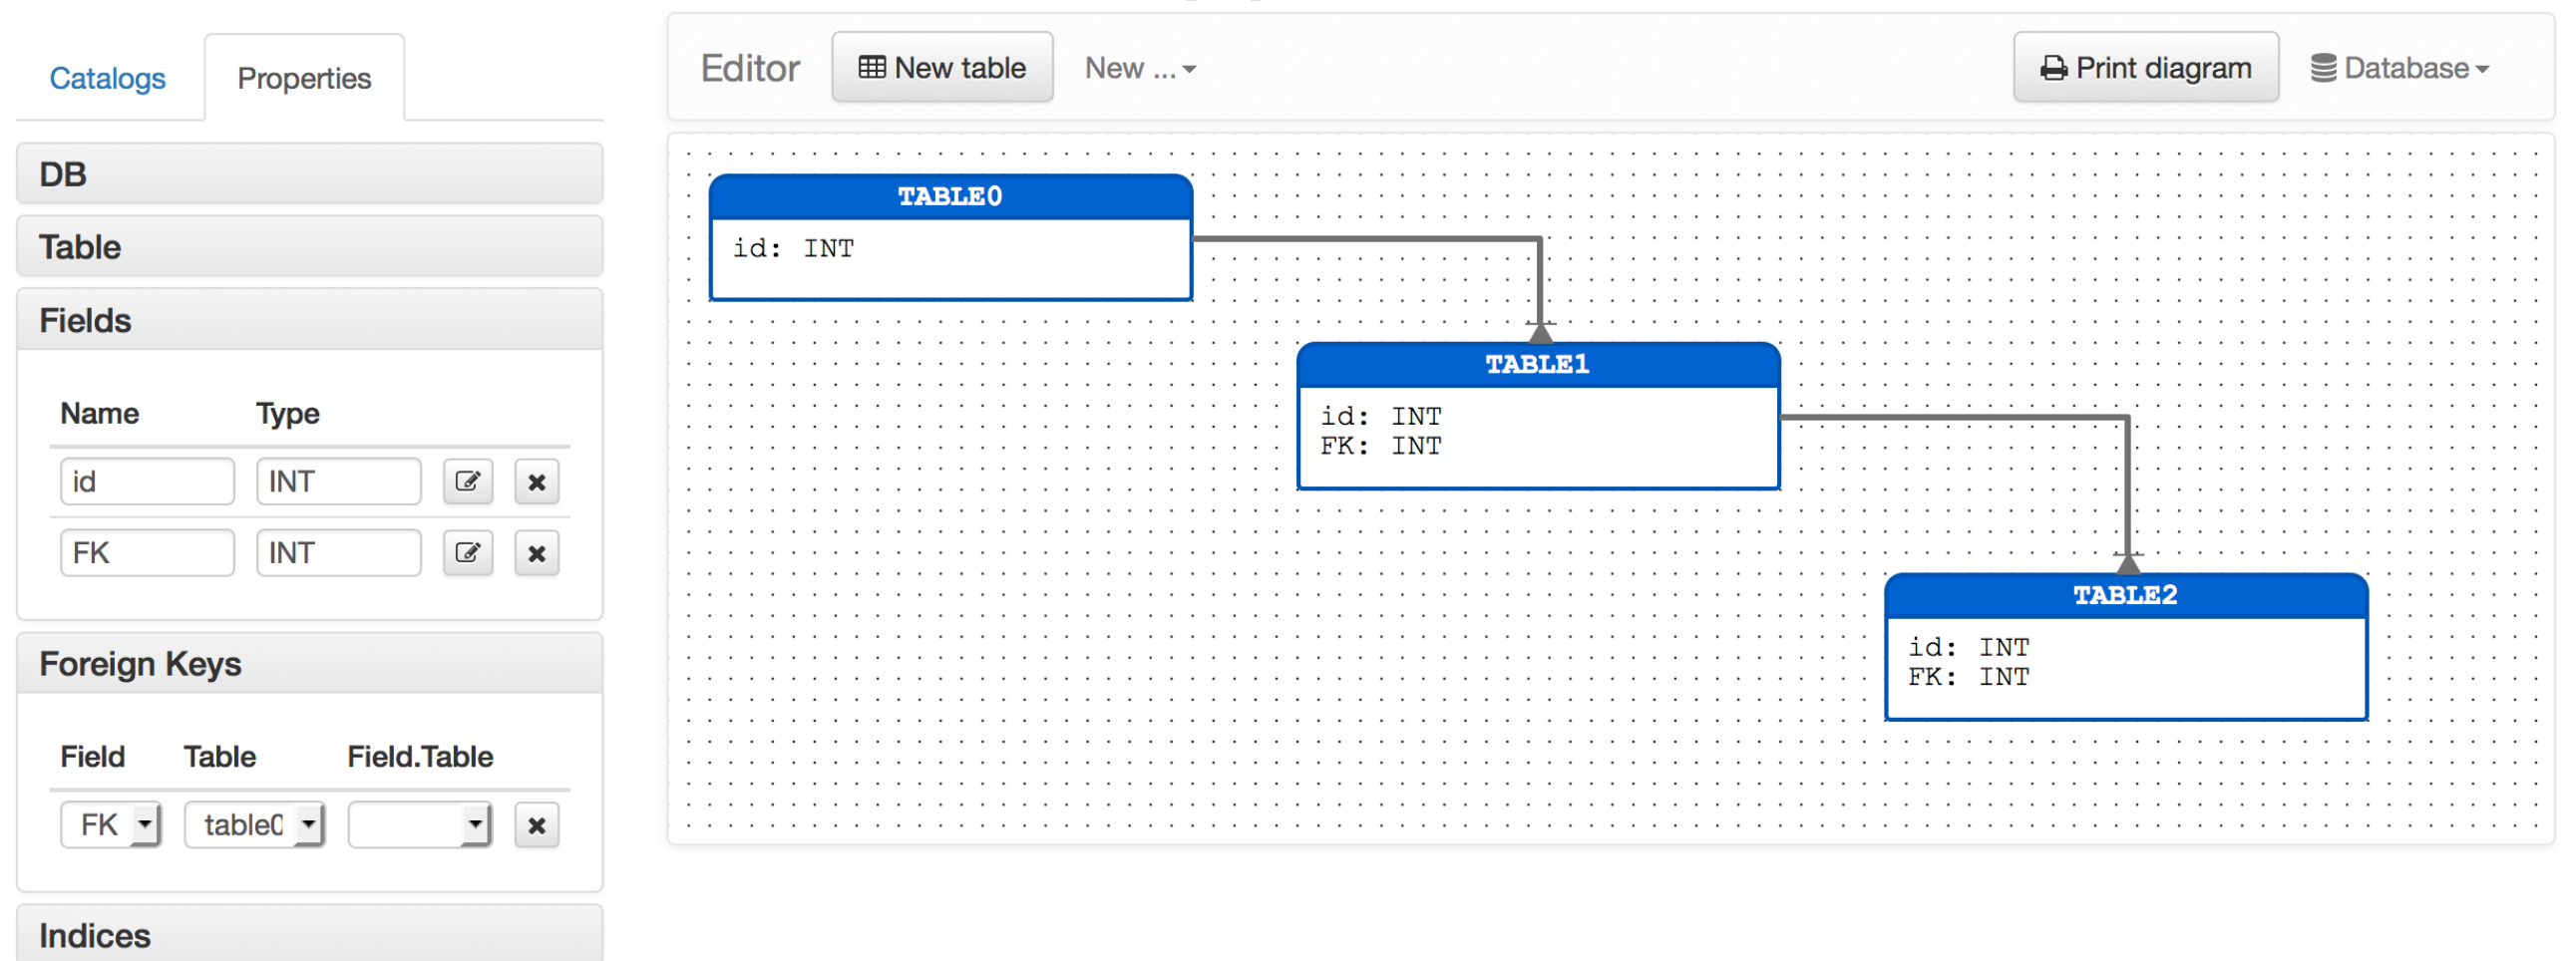 Catalogs
Properties
DB
Table
Fields
Name Type
id INT
FK INT
Foreign Keys
Field Table Field.Table
FK table0
Indices
Editor New table New ... Print diagram Database
TABLE0
id: INT
TABLE1
id: INT
FK: INT
TABLE2
id: INT
FK: INT